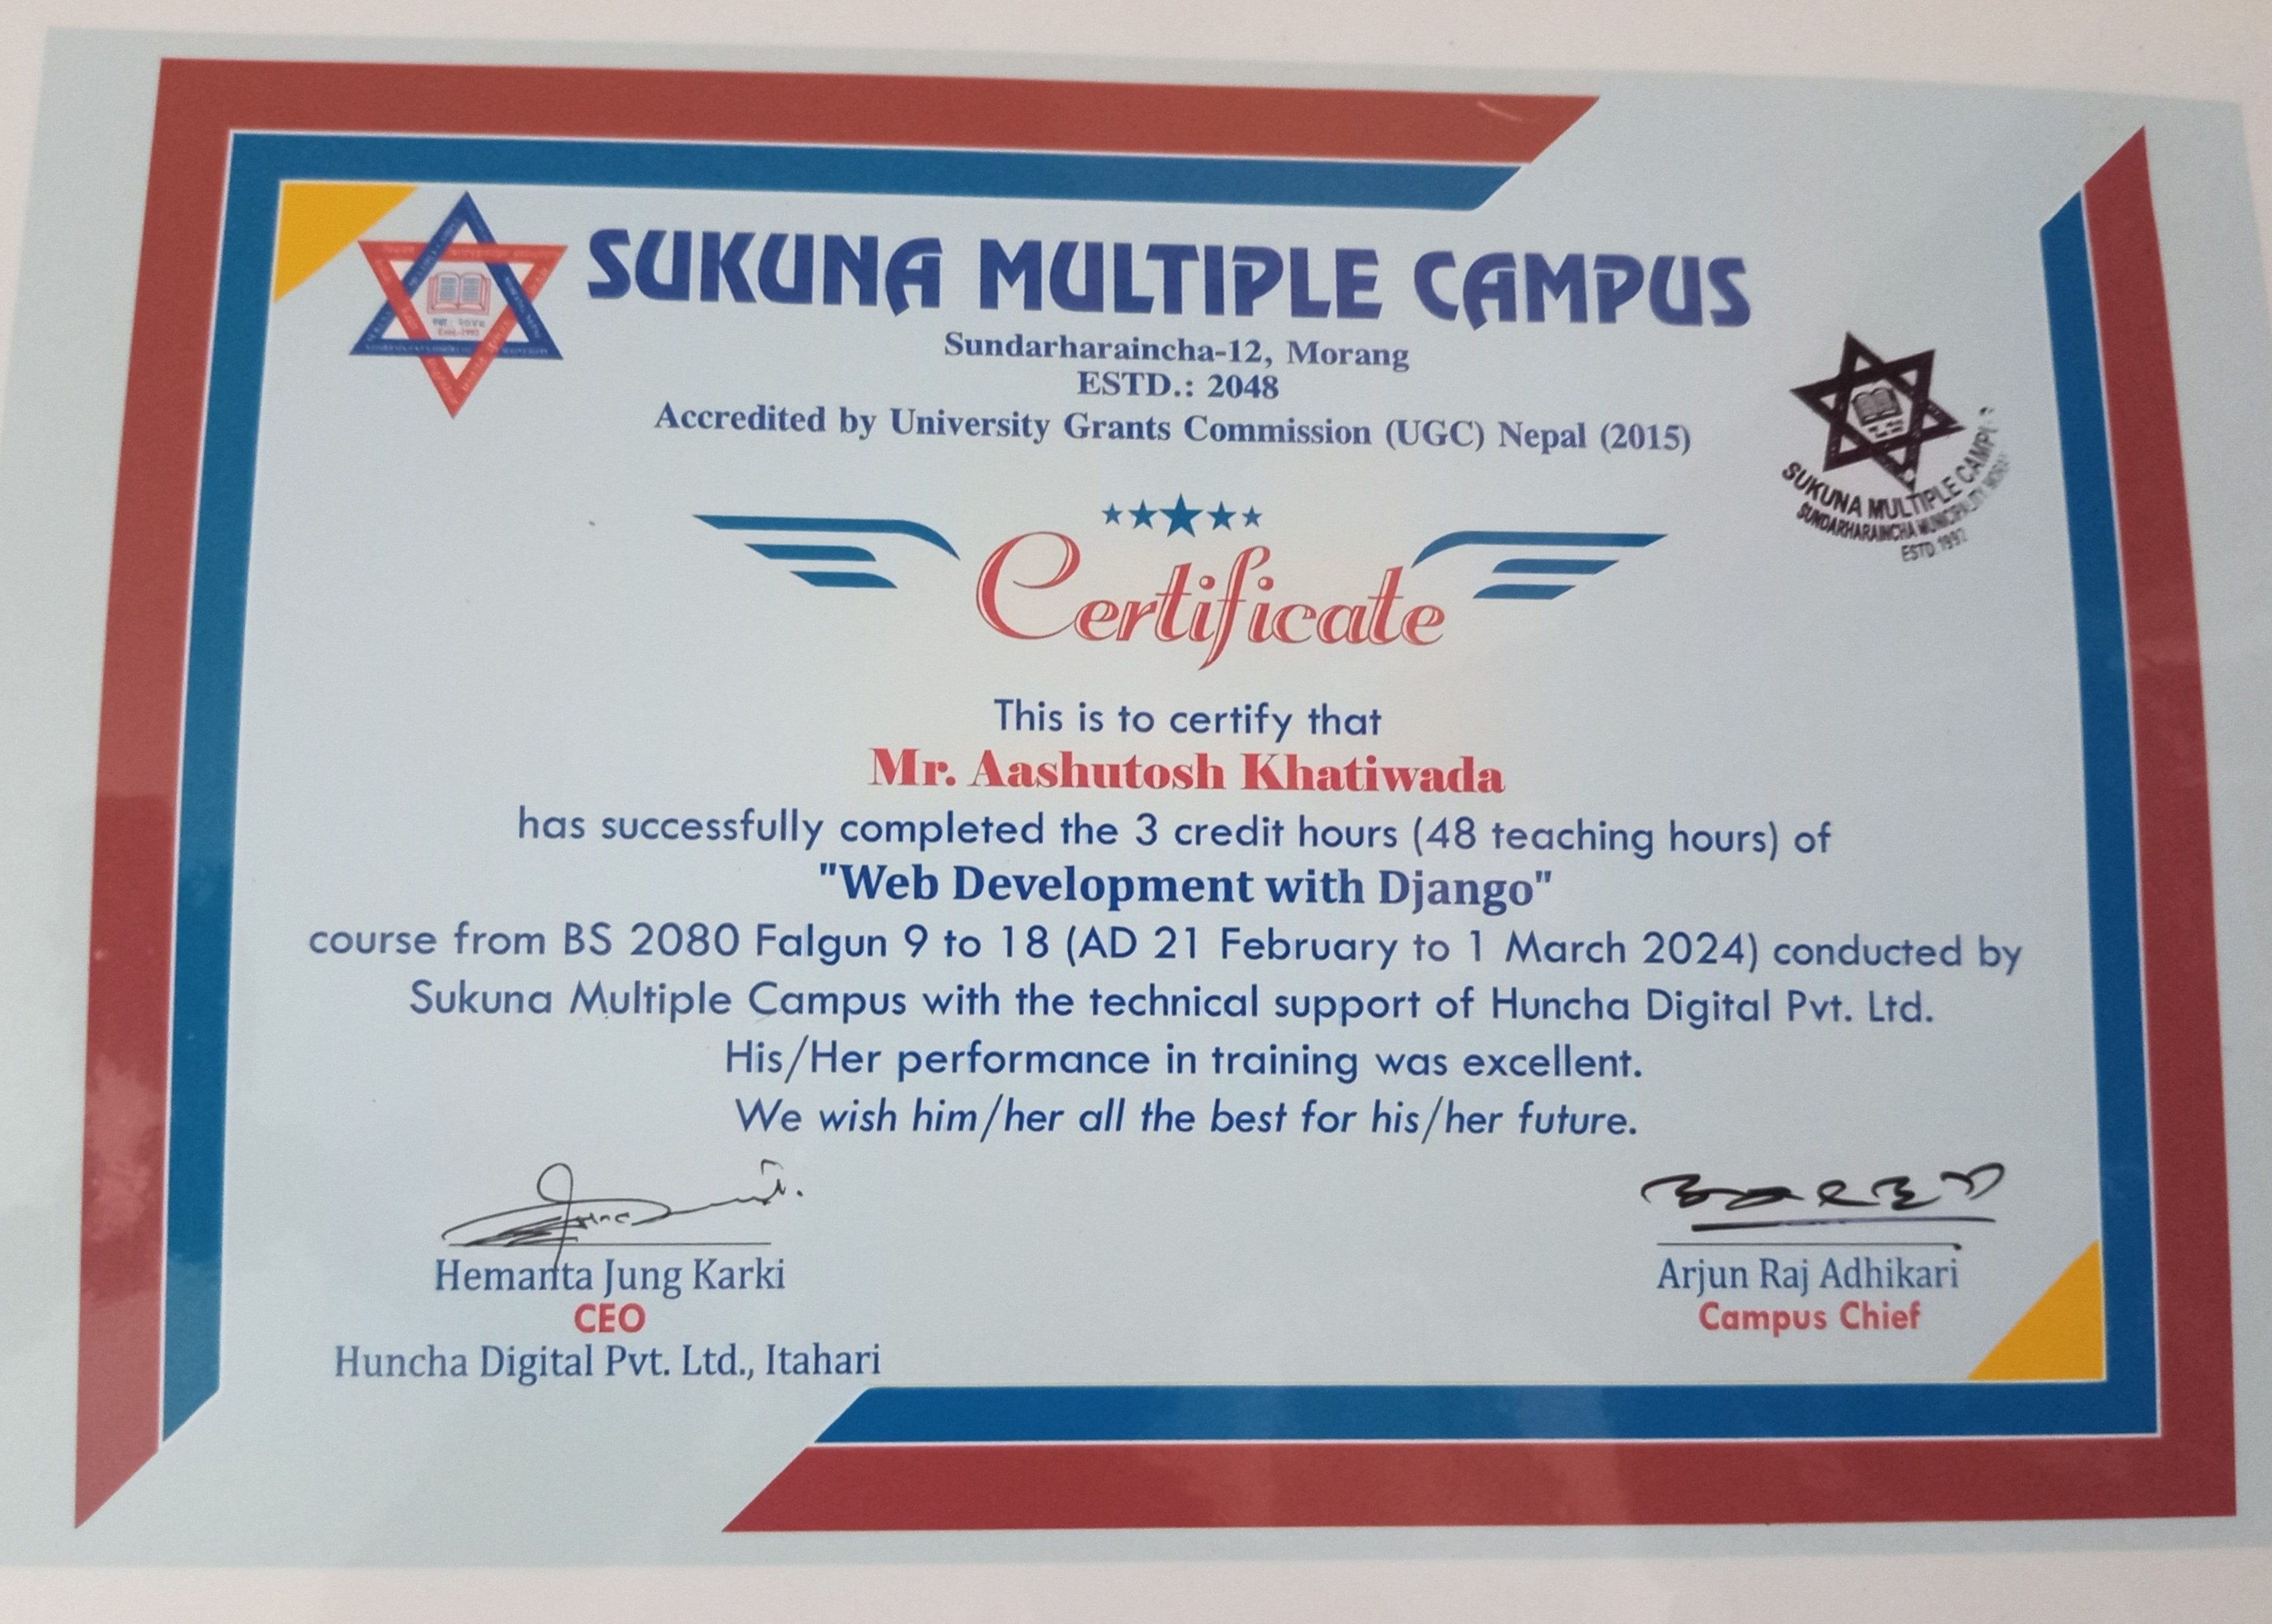 SUKUNA MULTIPLE CAMPUS
Sundarharaincha-12, Morang
ESTD.: 2048
Accredited by University Grants Commission (UGC) Nepal (2015)
SUKUNA MULTIPLE
SUNDARHARAINCHA
ESTD 1992
Certificate
This is to certify that
Mr. Aashutosh Khatiwada
has successfully completed the 3 credit hours (48 teaching hours) of
"Web Development with Django"
course from BS 2080 Falgun 9 to 18 (AD 21 February to 1 March 2024) conducted by
Sukuna Multiple Campus with the technical support of Huncha Digital Pvt. Ltd.
His/Her performance in training was excellent.
We wish him/her all the best for his/her future.
Hemanta Jung Karki
CEO
Huncha Digital Pvt. Ltd., Itahari
Arjun Raj Adhikari
Campus Chief